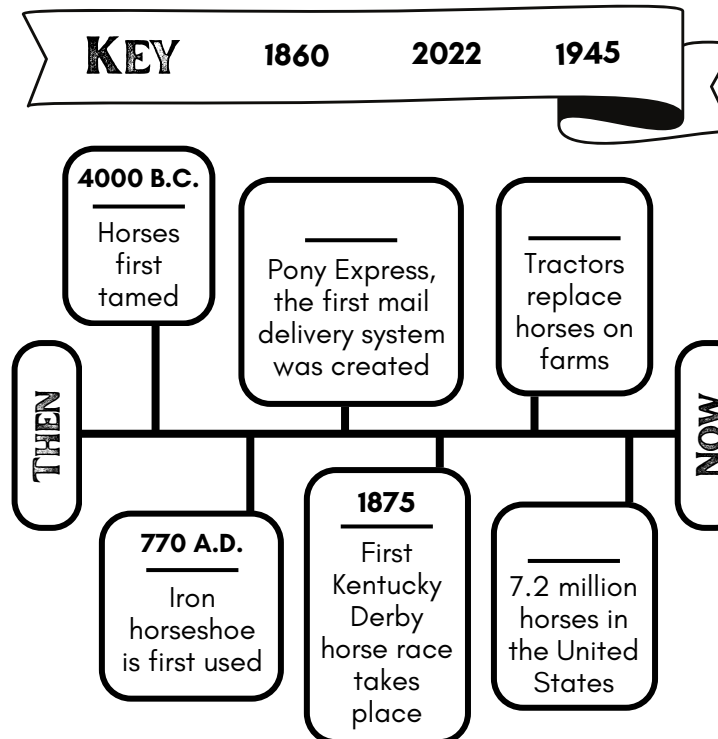 KEY 1860 2022 1945
4000 B.C.
Horses
first
tamed
Pony Express,
the first mail
delivery system
was created
Tractors
replace
horses on
farms
THEN
NOW
770 A.D.
Iron
horseshoe
is first used
1875
First
Kentucky
Derby
horse race
takes
place
7.2 million
horses in
the United
States